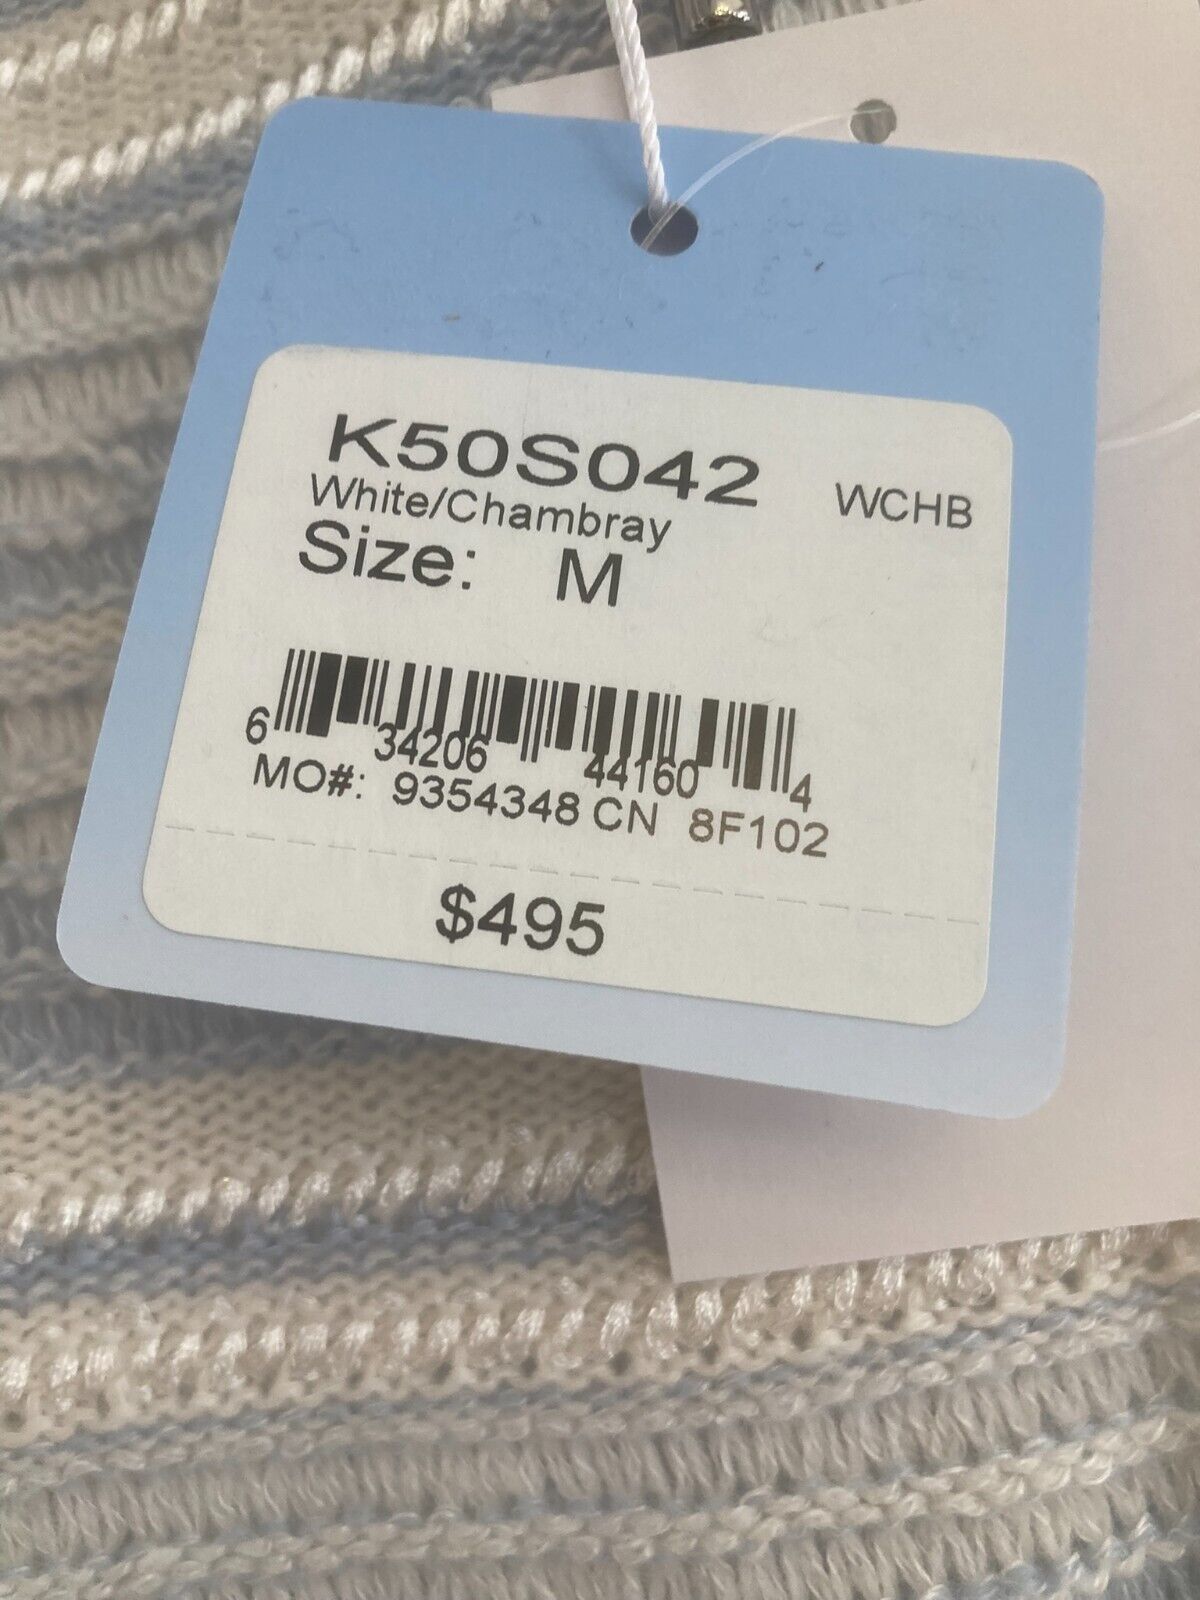 K50S042
White/Chambray WCHB
Size: M
6 34206 44160 4
MO#: 9354348 CN 8F102
$495